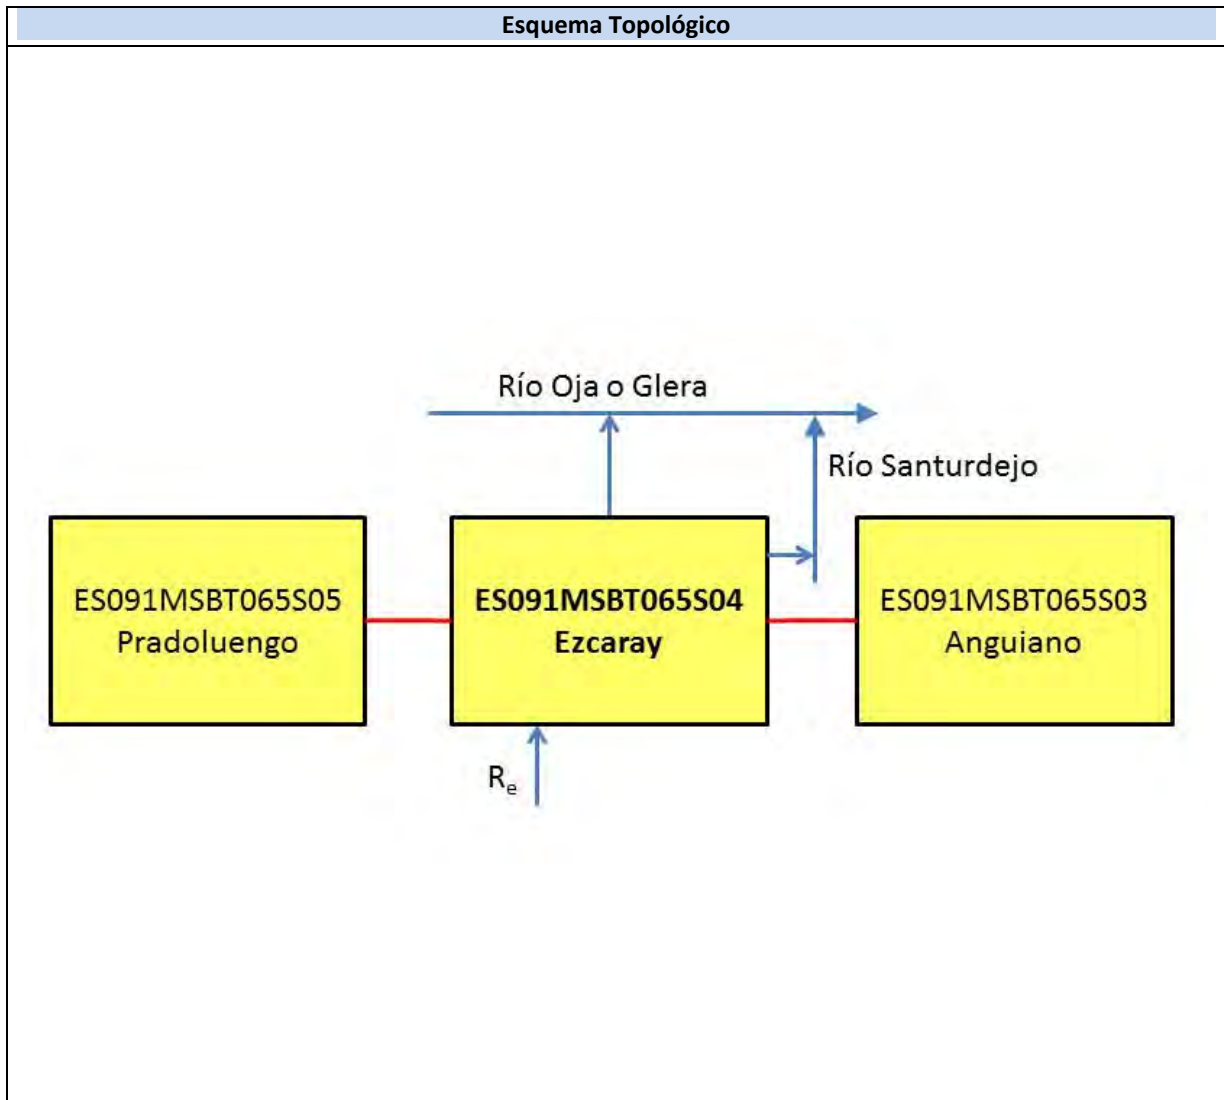 Esquema Topológico
Río Oja o Glera
Río Santurdejo
ES091MSBT065S05
Pradoluengo
ES091MSBT065S04
Ezcaray
ES091MSBT065S03
Anguiano
Re